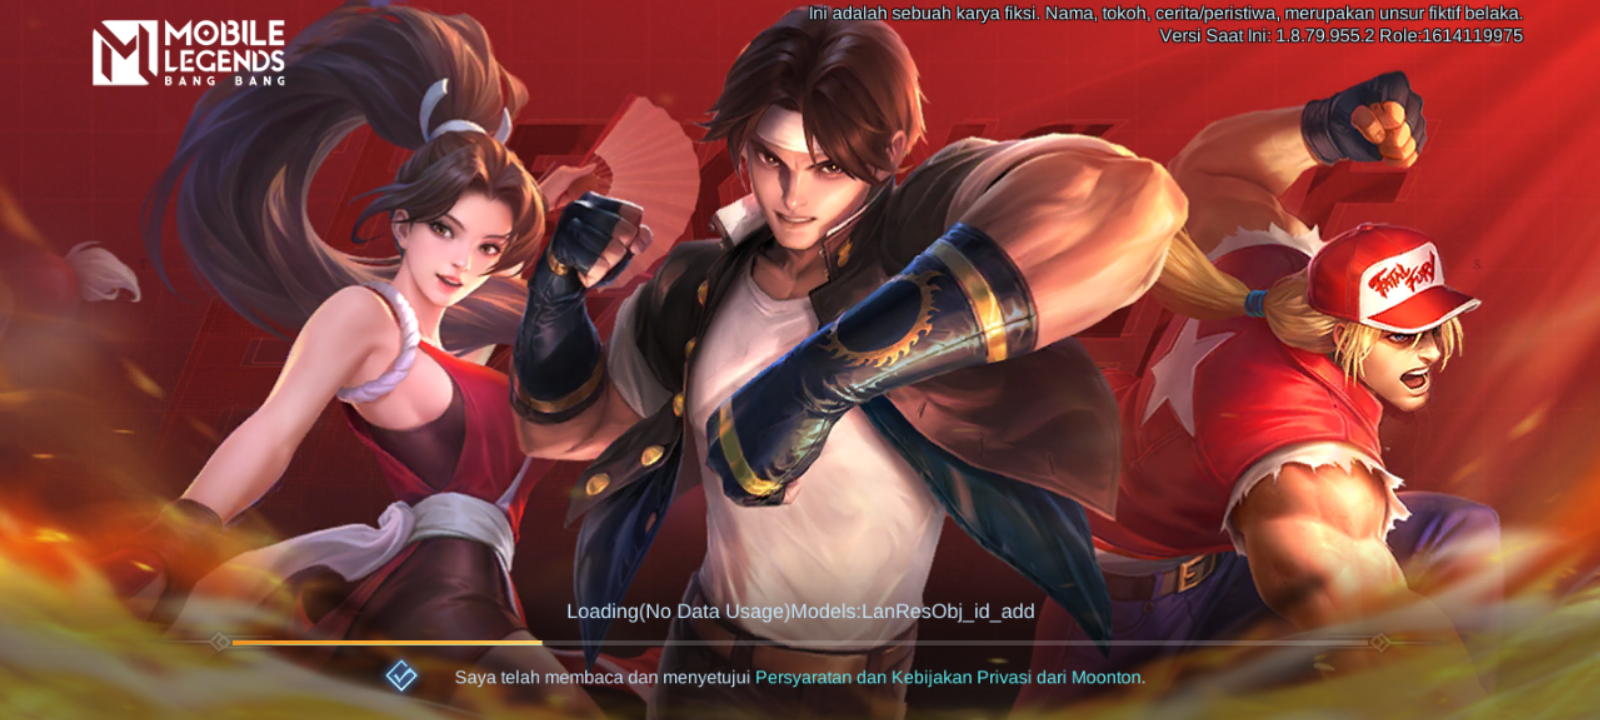 MOBILE
LEGENDS
BANG BANG
Ini adalah sebuah karya fiksi. Nama, tokoh, cerita/peristiwa, merupakan unsur fiktif belaka.
Versi Saat Ini: 1.8.79.955.2 Role:1614119975
FATAL
FURY
Loading(No Data Usage)Models:LanResObj_id_add
Saya telah membaca dan menyetujui Persyaratan dan Kebijakan Privasi dari Moonton.